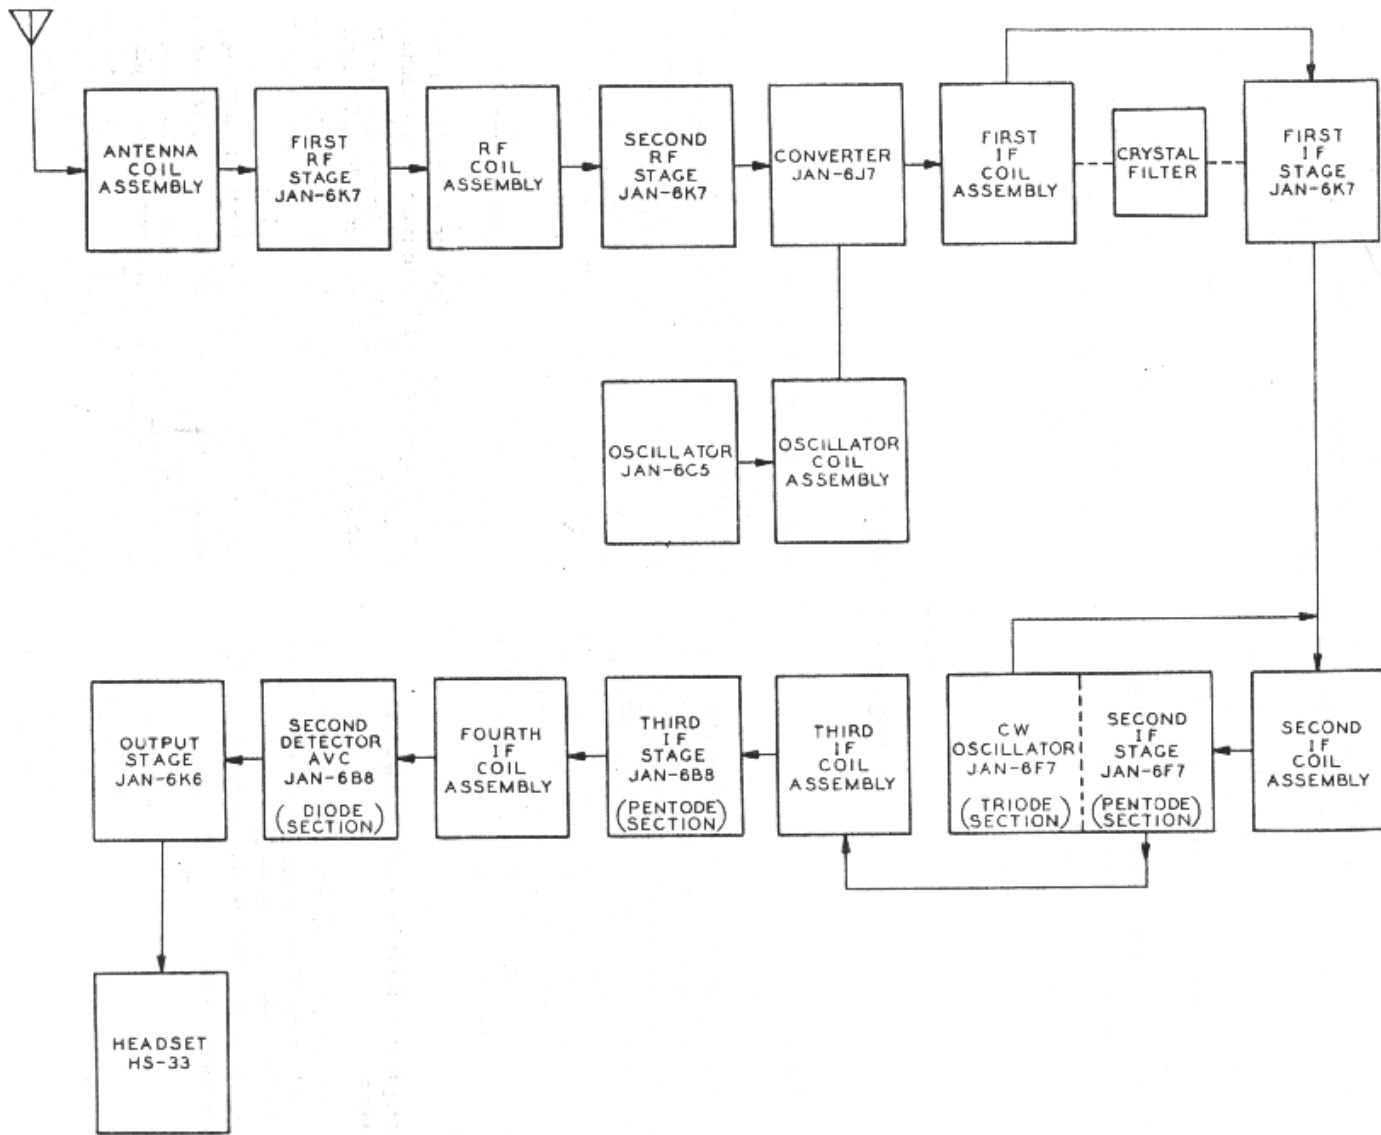 ANTENNA
COIL
ASSEMBLY
FIRST
RF
STAGE
JAN-6K7
RF
COIL
ASSEMBLY
SECOND
RF
STAGE
JAN-6K7
CONVERTER
JAN-6J7
FIRST
IF
COIL
ASSEMBLY
CRYSTAL
FILTER
FIRST
IF
STAGE
JAN-6K7
OSCILLATOR
JAN-6C5
OSCILLATOR
COIL
ASSEMBLY
OUTPUT
STAGE
JAN-6K6
SECOND
DETECTOR
AVC
JAN-6B8
(DIODE
SECTION)
FOURTH
IF
COIL
ASSEMBLY
THIRD
IF
STAGE
JAN-6B8
(PENTODE
SECTION)
THIRD
IF
COIL
ASSEMBLY
CW
OSCILLATOR
JAN-6F7
(TRIODE
SECTION)
SECOND
IF
STAGE
JAN-6F7
(PENTODE
SECTION)
SECOND
IF
COIL
ASSEMBLY
HEADSET
HS-33